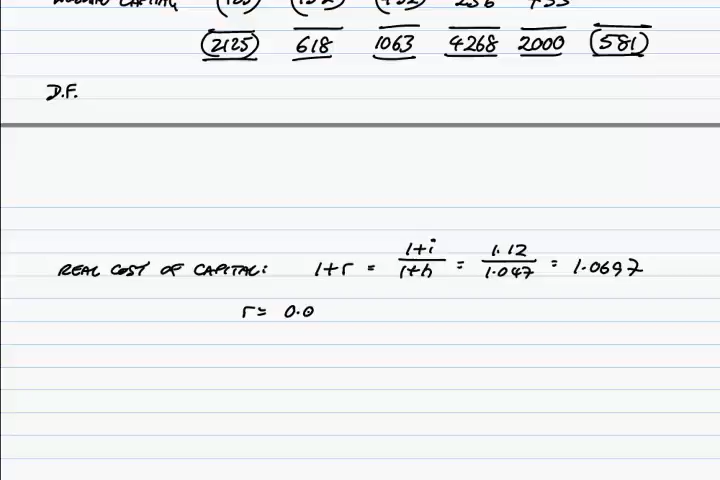 (2125) 618 1063 4268 2000 (581)
D.F.
REAL COST OF CAPITAL: 1+r = 1+i/1+h = 1.12/1.047 = 1.0697
r= 0.0